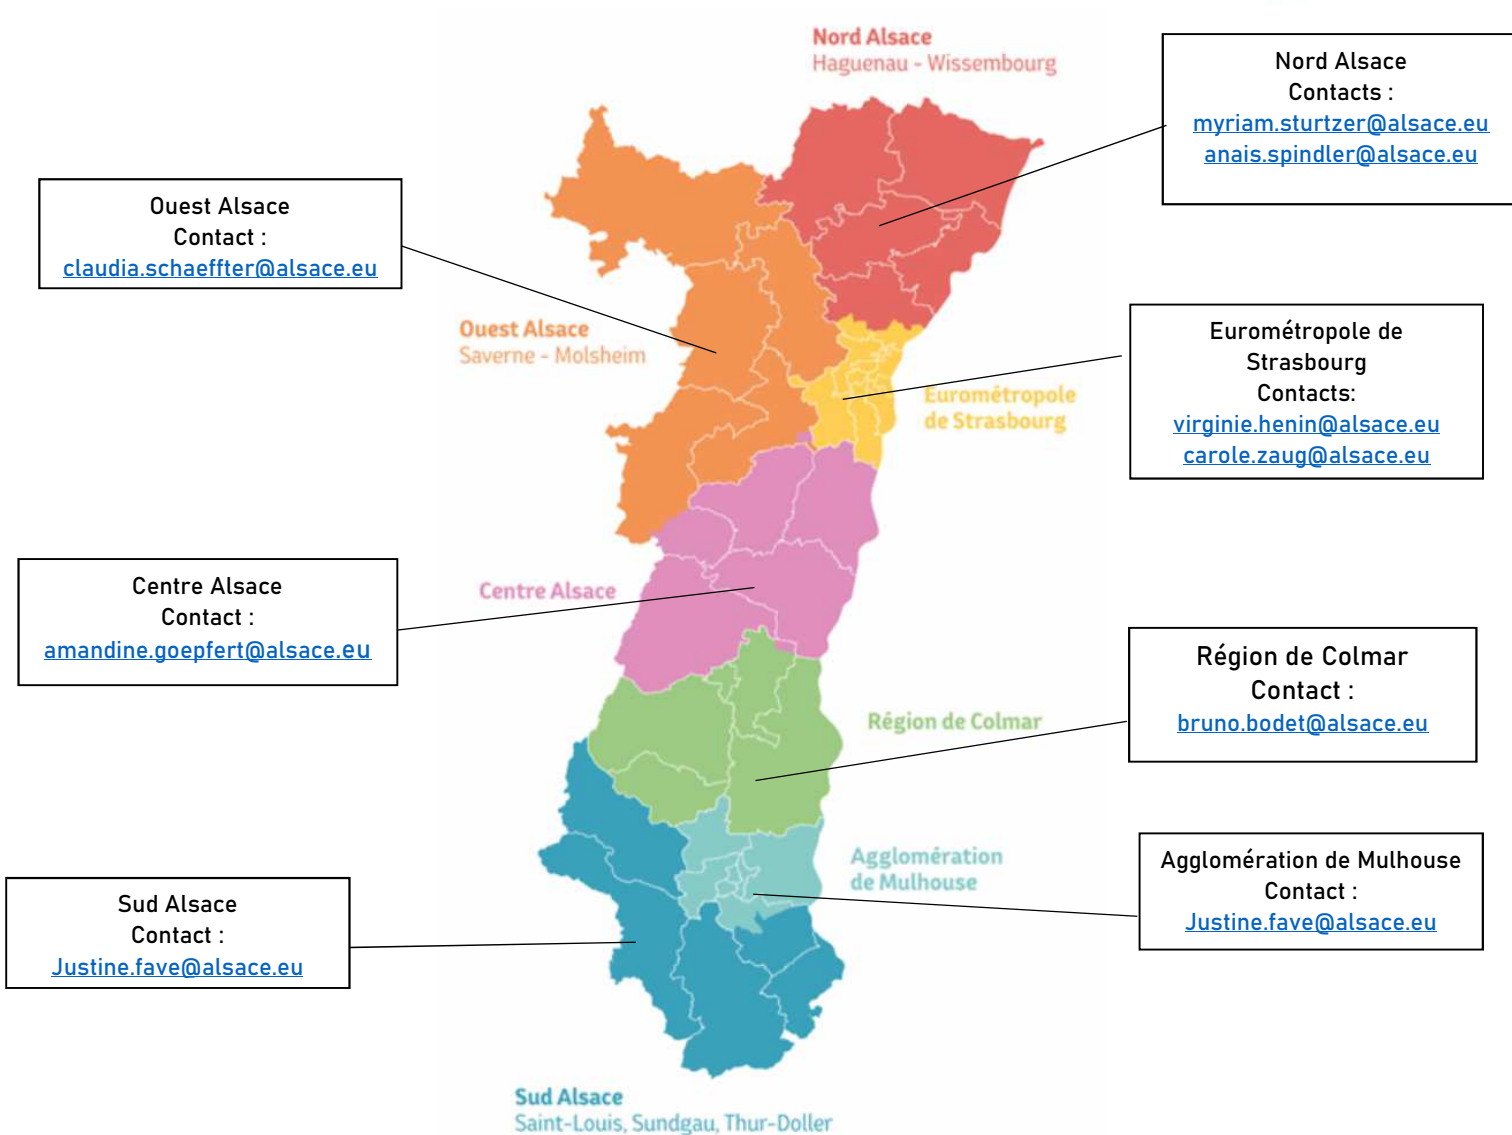 Nord Alsace
Haguenau - Wissembourg
Nord Alsace
Contacts :
myriam.sturtzer@alsace.eu
anais.spindler@alsace.eu
Ouest Alsace
Contact :
claudia.schaeffter@alsace.eu
Ouest Alsace
Saverne - Molsheim
Eurométropole de
Strasbourg
Contacts:
virginie.henin@alsace.eu
carole.zaug@alsace.eu
Eurométropole
de Strasbourg
Centre Alsace
Contact :
amandine.goepfert@alsace.eu
Centre Alsace
Région de Colmar
Contact :
bruno.bodet@alsace.eu
Région de Colmar
Agglomération
de Mulhouse
Agglomération de Mulhouse
Contact :
Justine.fave@alsace.eu
Sud Alsace
Contact :
Justine.fave@alsace.eu
Sud Alsace
Saint-Louis, Sundgau, Thur-Doller